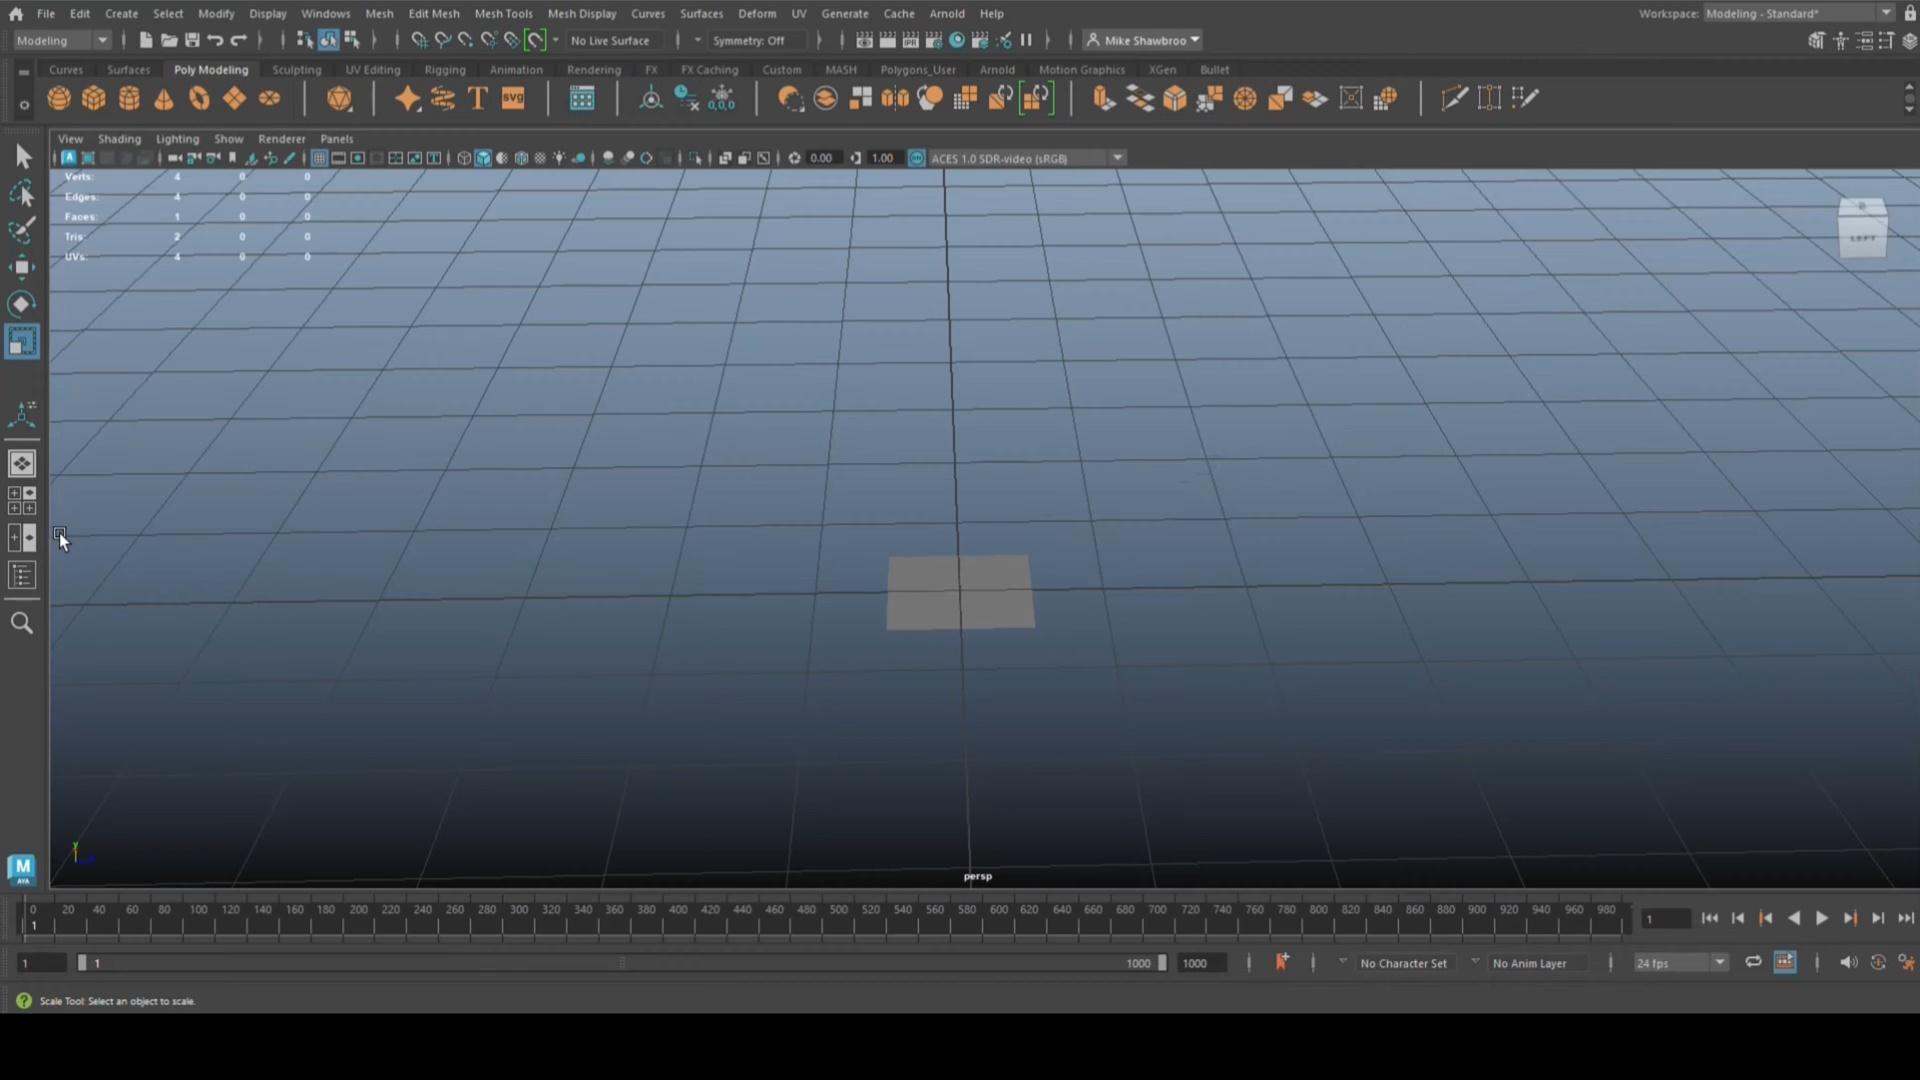 File Edit Create Select Modify Display Windows Mesh Edit Mesh Mesh Tools Mesh Display Curves Surfaces Deform UV Generate Cache Arnold Help Workspace: Modeling - Standard*
Modeling No Live Surface Symmetry: Off IPR Mike Shawbroo
Curves Surfaces Poly Modeling Sculpting UV Editing Rigging Animation Rendering FX FX Caching Custom MASH Polygons_User Arnold Motion Graphics XGen Bullet
T SVG 0,0,0
View Shading Lighting Show Renderer Panels
0.00 1.00 ACES 1.0 SDR-video (sRGB)
Verts: 4 0 0
Edges: 4 0 0
Faces: 1 0 0
Tris: 2 0 0
UVs: 4 0 0
LEFT
y
M
AYA
persp
0 20 40 60 80 100 120 140 160 180 200 220 240 260 280 300 320 340 360 380 400 420 440 460 480 500 520 540 560 580 600 620 640 660 680 700 720 740 760 780 800 820 840 860 880 900 920 940 960 980
1 1
1 1 1000 1000 No Character Set No Anim Layer 24 fps
Scale Tool: Select an object to scale.